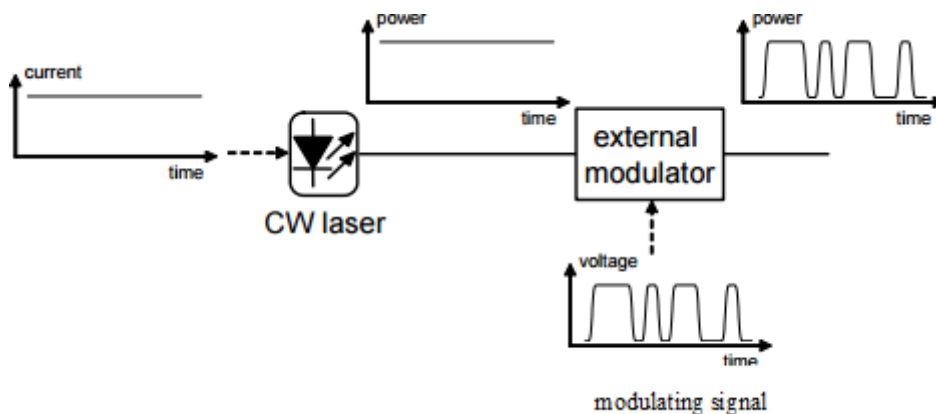 power
power
current
time
time
time
external
modulator
CW laser
voltage
time
modulating signal